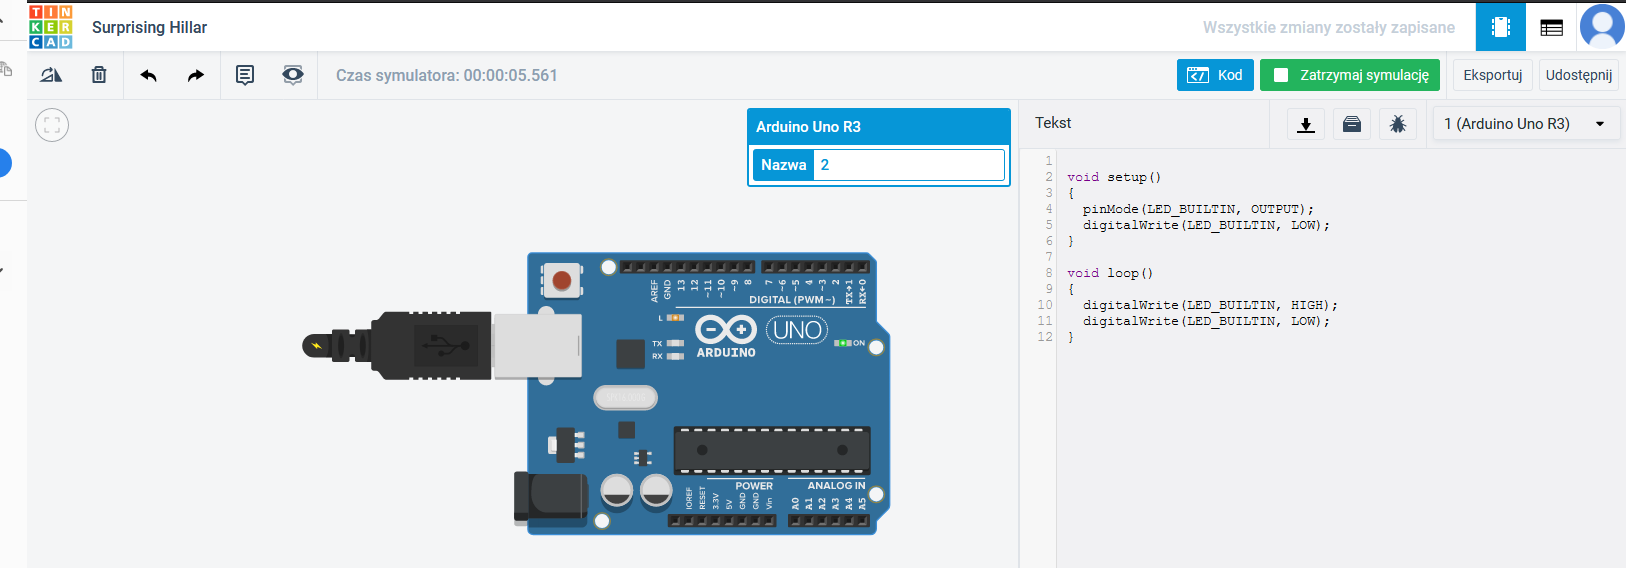 TIN
KER
CAD
Surprising Hillar
Wszystkie zmiany zostały zapisane
Czas symulatora: 00:00:05.561
Kod
Zatrzymaj symulację
Eksportuj
Udostępnij
Arduino Uno R3
Nazwa 2
Tekst
1 (Arduino Uno R3)
1
2 void setup()
3 {
4 pinMode(LED_BUILTIN, OUTPUT);
5 digitalWrite(LED_BUILTIN, LOW);
6 }
7
8 void loop()
9 {
10 digitalWrite(LED_BUILTIN, HIGH);
11 digitalWrite(LED_BUILTIN, LOW);
12 }
AREF GND 13 12 ~11 ~10 ~9 8 7 ~6 ~5 4 ~3 2 TX→1 RX←0
DIGITAL (PWM~)
L
UNO
TX
RX
ARDUINO
ON
POWER
ANALOG IN
IOREF RESET 3.3V 5V GND GND Vin A0 A1 A2 A3 A4 A5